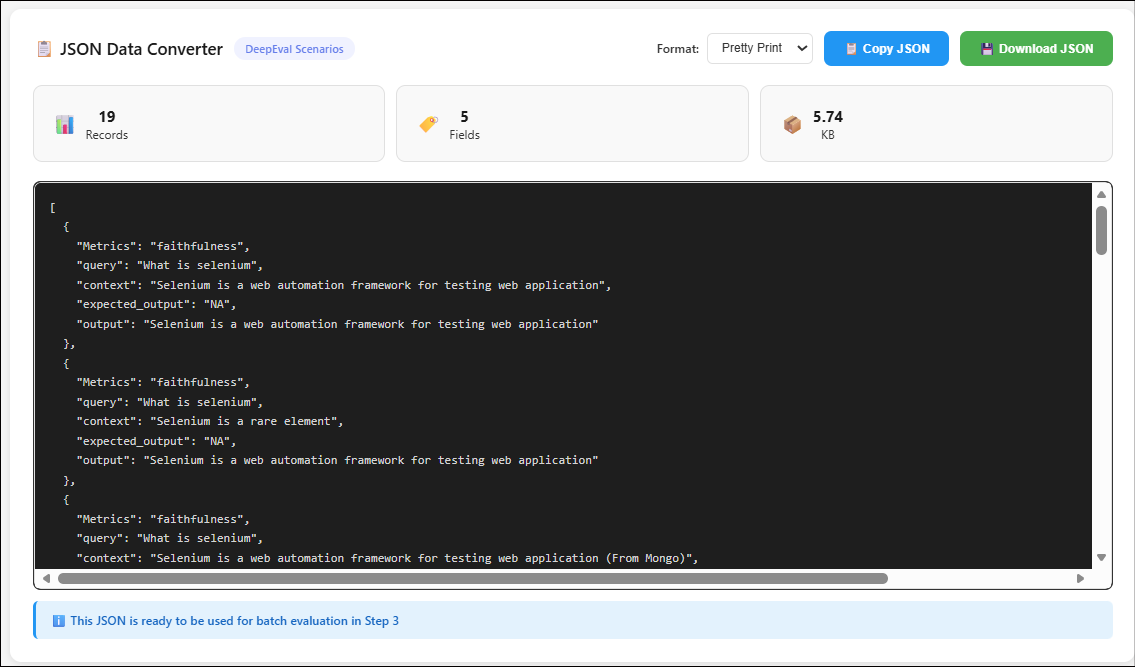 JSON Data Converter DeepEval Scenarios Format: Pretty Print Copy JSON Download JSON
19
Records
5
Fields
5.74
KB
[
  {
    "Metrics": "faithfulness",
    "query": "What is selenium",
    "context": "Selenium is a web automation framework for testing web application",
    "expected_output": "NA",
    "output": "Selenium is a web automation framework for testing web application"
  },
  {
    "Metrics": "faithfulness",
    "query": "What is selenium",
    "context": "Selenium is a rare element",
    "expected_output": "NA",
    "output": "Selenium is a web automation framework for testing web application"
  },
  {
    "Metrics": "faithfulness",
    "query": "What is selenium",
    "context": "Selenium is a web automation framework for testing web application (From Mongo)",
This JSON is ready to be used for batch evaluation in Step 3